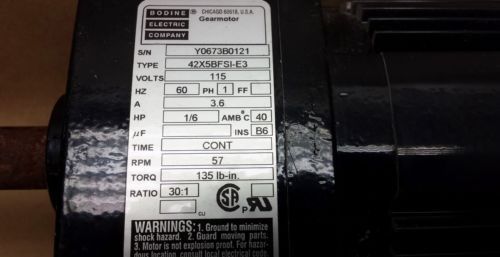 BODINE
ELECTRIC
COMPANY
CHICAGO 60618, U.S.A.
Gearmotor
S/N Y0673B0121
TYPE 42X5BFSI-E3
VOLTS 115
HZ 60 PH 1 FF
A 3.6
HP 1/6 AMB°C 40
µF INS B6
TIME CONT
RPM 57
TORQ 135 lb-in.
RATIO 30:1
CU
SA
P
WARNINGS: 1. Ground to minimize
shock hazard. 2. Guard moving parts.
3. Motor is not explosion proof. For hazar-
dous location, consult local electrical code